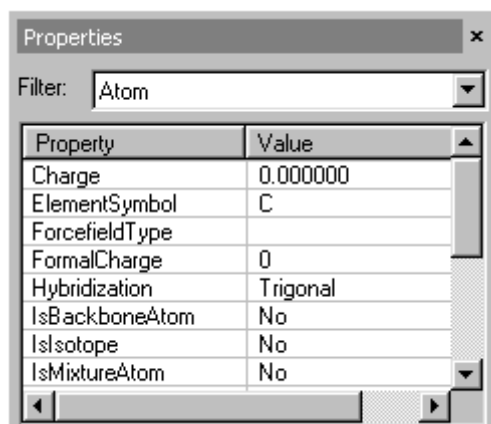 Properties
Filter: Atom
Property Value
Charge 0.000000
ElementSymbol C
ForcefieldType
FormalCharge 0
Hybridization Trigonal
IsBackboneAtom No
IsIsotope No
IsMixtureAtom No